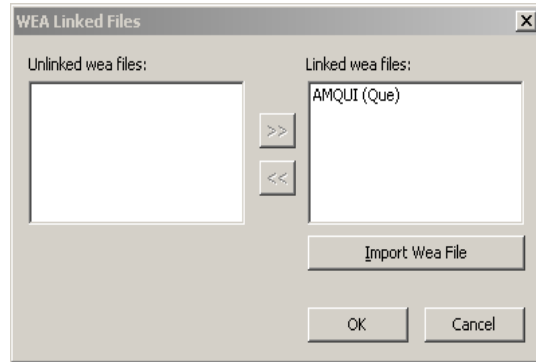 WEA Linked Files
Unlinked wea files:
Linked wea files:
AMQUI (Que)
>>
<<
Import Wea File
OK
Cancel